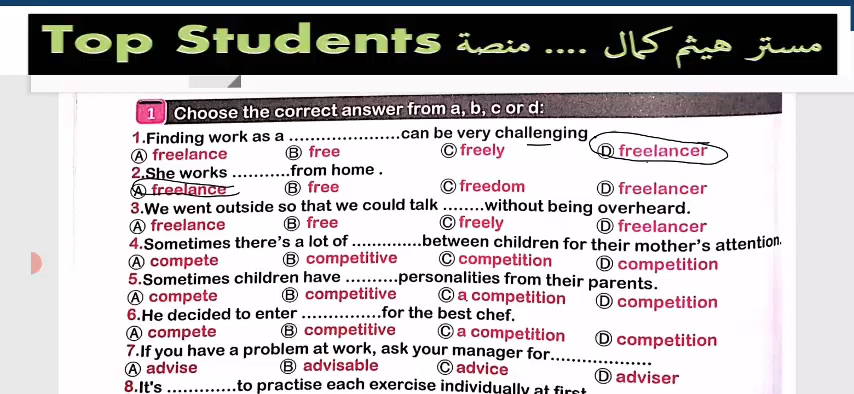 Top Students مستر هيثم كمال .... منصة
1 Choose the correct answer from a, b, c or d:
1.Finding work as a .....................can be very challenging
A freelance B free C freely D freelancer
2.She works ...........from home .
A freelance B free C freedom D freelancer
3.We went outside so that we could talk ........without being overheard.
A freelance B free C freely D freelancer
4.Sometimes there's a lot of ..............between children for their mother's attention.
A compete B competitive C competition D competition
5.Sometimes children have ..........personalities from their parents.
A compete B competitive C a competition D competition
6.He decided to enter ................for the best chef.
A compete B competitive C a competition D competition
7.If you have a problem at work, ask your manager for....................
A advise B advisable C advice D adviser
8.It's .............to practise each exercise individually at first